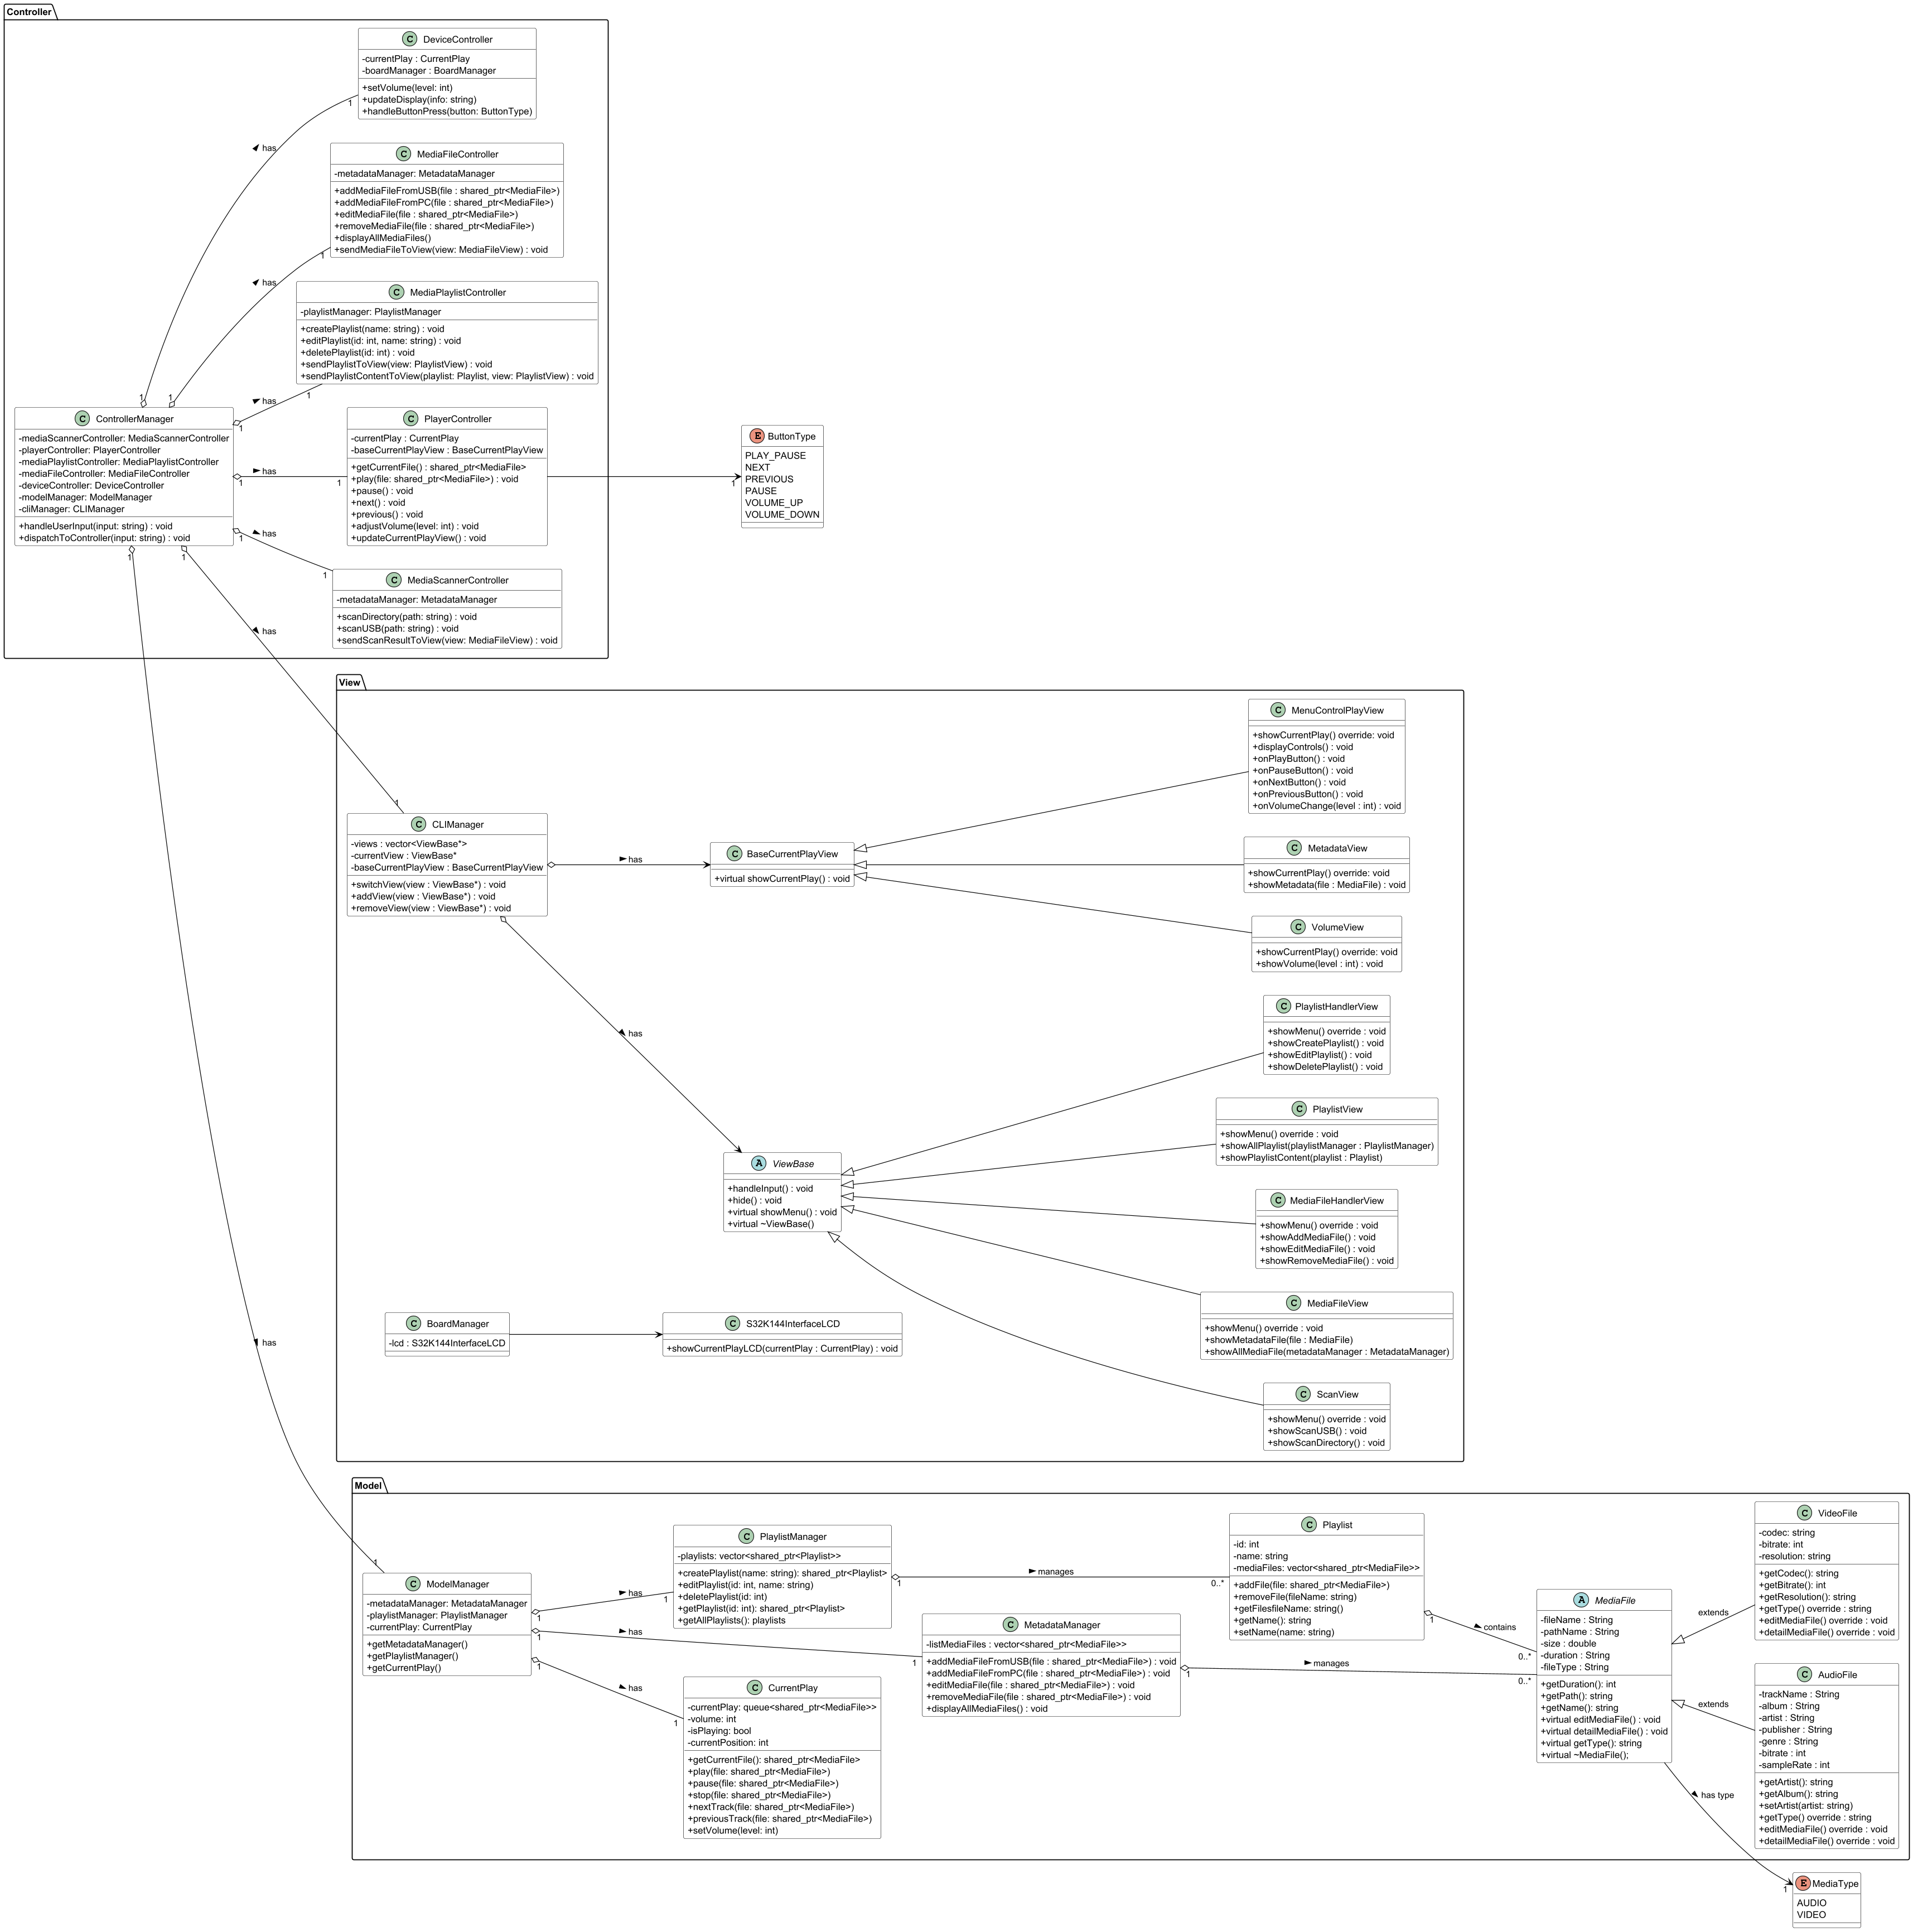 Controller
C DeviceController
-currentPlay : CurrentPlay
-boardManager : BoardManager
+setVolume(level: int)
+updateDisplay(info: string)
+handleButtonPress(button: ButtonType)
1
has
C MediaFileController
-metadataManager: MetadataManager
+addMediaFileFromUSB(file : shared_ptr<MediaFile>)
+addMediaFileFromPC(file : shared_ptr<MediaFile>)
+editMediaFile(file : shared_ptr<MediaFile>)
+removeMediaFile(file : shared_ptr<MediaFile>)
+displayAllMediaFiles()
+sendMediaFileToView(view: MediaFileView) : void
1
has
C MediaPlaylistController
-playlistManager: PlaylistManager
+createPlaylist(name: string) : void
+editPlaylist(id: int, name: string) : void
+deletePlaylist(id: int) : void
+sendPlaylistToView(view: PlaylistView) : void
+sendPlaylistContentToView(playlist: Playlist, view: PlaylistView) : void
1
has
1
1
1
C ControllerManager
-mediaScannerController: MediaScannerController
-playerController: PlayerController
-mediaPlaylistController: MediaPlaylistController
-mediaFileController: MediaFileController
-deviceController: DeviceController
-modelManager: ModelManager
-cliManager: CLIManager
+handleUserInput(input: string) : void
+dispatchToController(input: string) : void
has
1
1
C PlayerController
-currentPlay : CurrentPlay
-baseCurrentPlayView : BaseCurrentPlayView
+getCurrentFile() : shared_ptr<MediaFile>
+play(file: shared_ptr<MediaFile>) : void
+pause() : void
+next() : void
+previous() : void
+adjustVolume(level: int) : void
+updateCurrentPlayView() : void
1
E ButtonType
PLAY_PAUSE
NEXT
PREVIOUS
PAUSE
VOLUME_UP
VOLUME_DOWN
has
1
1
1
1
C MediaScannerController
-metadataManager: MetadataManager
+scanDirectory(path: string) : void
+scanUSB(path: string) : void
+sendScanResultToView(view: MediaFileView) : void
has
View
C MenuControlPlayView
+showCurrentPlay() override: void
+displayControls() : void
+onPlayButton() : void
+onPauseButton() : void
+onNextButton() : void
+onPreviousButton() : void
+onVolumeChange(level : int) : void
1
C CLIManager
-views : vector<ViewBase*>
-currentView : ViewBase*
-baseCurrentPlayView : BaseCurrentPlayView
+switchView(view : ViewBase*) : void
+addView(view : ViewBase*) : void
+removeView(view : ViewBase*) : void
has
C BaseCurrentPlayView
+virtual showCurrentPlay() : void
C MetadataView
+showCurrentPlay() override: void
+showMetadata(file : MediaFile) : void
C VolumeView
+showCurrentPlay() override: void
+showVolume(level : int) : void
has
C PlaylistHandlerView
+showMenu() override : void
+showCreatePlaylist() : void
+showEditPlaylist() : void
+showDeletePlaylist() : void
C PlaylistView
+showMenu() override : void
+showAllPlaylist(playlistManager : PlaylistManager)
+showPlaylistContent(playlist : Playlist)
A ViewBase
+handleInput() : void
+hide() : void
+virtual showMenu() : void
+virtual ~ViewBase()
C MediaFileHandlerView
+showMenu() override : void
+showAddMediaFile() : void
+showEditMediaFile() : void
+showRemoveMediaFile() : void
C MediaFileView
+showMenu() override : void
+showMetadataFile(file : MediaFile)
+showAllMediaFile(metadataManager : MetadataManager)
C BoardManager
-lcd : S32K144InterfaceLCD
C S32K144InterfaceLCD
+showCurrentPlayLCD(currentPlay : CurrentPlay) : void
has
C ScanView
+showMenu() override : void
+showScanUSB() : void
+showScanDirectory() : void
Model
1
C ModelManager
-metadataManager: MetadataManager
-playlistManager: PlaylistManager
-currentPlay: CurrentPlay
+getMetadataManager()
+getPlaylistManager()
+getCurrentPlay()
has
1
1
C PlaylistManager
-playlists: vector<shared_ptr<Playlist>>
+createPlaylist(name: string): shared_ptr<Playlist>
+editPlaylist(id: int, name: string)
+deletePlaylist(id: int)
+getPlaylist(id: int): shared_ptr<Playlist>
+getAllPlaylists(): playlists
manages
1
0..*
C Playlist
-id: int
-name: string
-mediaFiles: vector<shared_ptr<MediaFile>>
+addFile(file: shared_ptr<MediaFile>)
+removeFile(fileName: string)
+getFilesfileName: string()
+getName(): string
+setName(name: string)
has
1
1
C MetadataManager
-listMediaFiles : vector<shared_ptr<MediaFile>>
+addMediaFileFromUSB(file : shared_ptr<MediaFile>) : void
+addMediaFileFromPC(file : shared_ptr<MediaFile>) : void
+editMediaFile(file : shared_ptr<MediaFile>) : void
+removeMediaFile(file : shared_ptr<MediaFile>) : void
+displayAllMediaFiles() : void
1
contains
0..*
manages
1
0..*
has
1
1
C CurrentPlay
-currentPlay: queue<shared_ptr<MediaFile>>
-volume: int
-isPlaying: bool
-currentPosition: int
+getCurrentFile(): shared_ptr<MediaFile>
+play(file: shared_ptr<MediaFile>)
+pause(file: shared_ptr<MediaFile>)
+stop(file: shared_ptr<MediaFile>)
+nextTrack(file: shared_ptr<MediaFile>)
+previousTrack(file: shared_ptr<MediaFile>)
+setVolume(level: int)
A MediaFile
-fileName : String
-pathName : String
-size : double
-duration : String
-fileType : String
+getDuration(): int
+getPath(): string
+getName(): string
+virtual editMediaFile() : void
+virtual detailMediaFile() : void
+virtual getType(): string
+virtual ~MediaFile();
extends
C VideoFile
-codec: string
-bitrate: int
-resolution: string
+getCodec(): string
+getBitrate(): int
+getResolution(): string
+getType() override : string
+editMediaFile() override : void
+detailMediaFile() override : void
extends
C AudioFile
-trackName : String
-album : String
-artist : String
-publisher : String
-genre : String
-bitrate : int
-sampleRate : int
+getArtist(): string
+getAlbum(): string
+setArtist(artist: string)
+getType() override : string
+editMediaFile() override : void
+detailMediaFile() override : void
has type
1
E MediaType
AUDIO
VIDEO